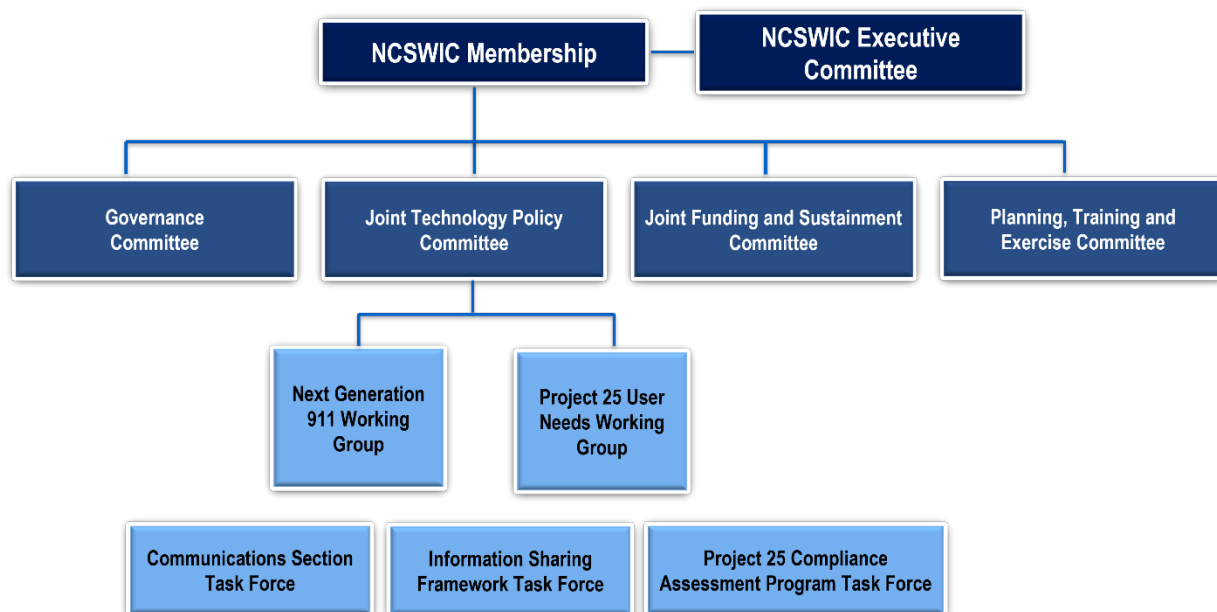 NCSWIC Membership
NCSWIC Executive
Committee
Governance
Committee
Joint Technology Policy
Committee
Joint Funding and Sustainment
Committee
Planning, Training and
Exercise Committee
Next Generation
911 Working
Group
Project 25 User
Needs Working
Group
Communications Section
Task Force
Information Sharing
Framework Task Force
Project 25 Compliance
Assessment Program Task Force